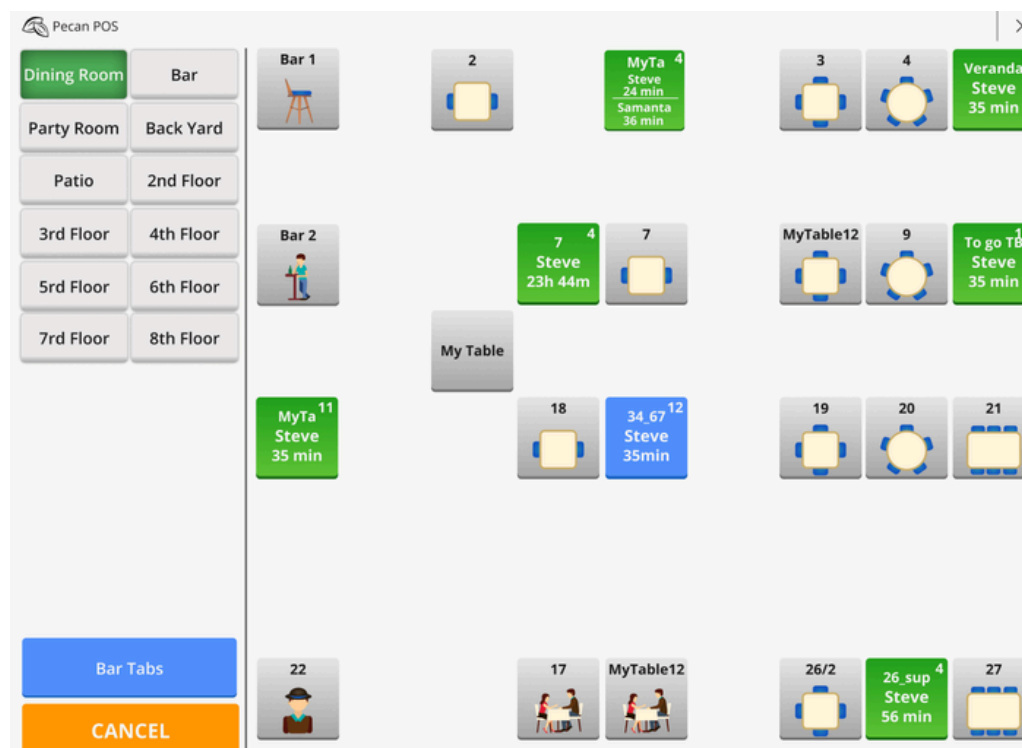 Pecan POS
Dining Room
Bar
Party Room
Back Yard
Patio
2nd Floor
3rd Floor
4th Floor
5rd Floor
6th Floor
7rd Floor
8th Floor
Bar Tabs
CANCEL
Bar 1
2
MyTa 4
Steve
24 min
Samanta
36 min
3
4
Veranda
Steve
35 min
Bar 2
7 4
Steve
23h 44m
7
MyTable12
9
To go TB
Steve
35 min
My Table
MyTa 11
Steve
35 min
18
34_67 12
Steve
35min
19
20
21
22
17
MyTable12
26/2
26_sup 4
Steve
56 min
27